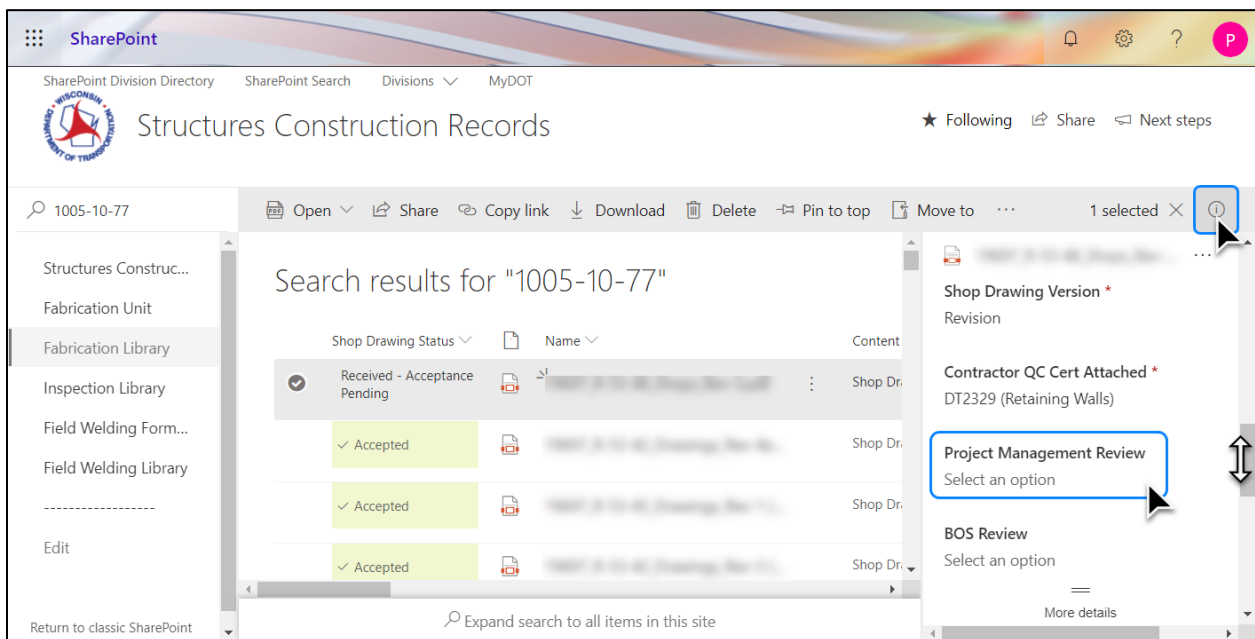 SharePoint
?
P
SharePoint Division Directory SharePoint Search Divisions MyDOT
WISCONSIN
DEPARTMENT OF TRANSPORTATION
Structures Construction Records
Following Share Next steps
1005-10-77
Open Share Copy link Download Delete Pin to top Move to ... 1 selected
Structures Construc...
Fabrication Unit
Fabrication Library
Inspection Library
Field Welding Form...
Field Welding Library
------------------
Edit
Return to classic SharePoint
Search results for "1005-10-77"
Shop Drawing Status Name Content
Received - Acceptance
Pending
Shop Dr
Accepted
Shop Dr
Accepted
Shop Dr
Accepted
Shop Dr
Expand search to all items in this site
...
Shop Drawing Version *
Revision
Contractor QC Cert Attached *
DT2329 (Retaining Walls)
Project Management Review
Select an option
BOS Review
Select an option
More details